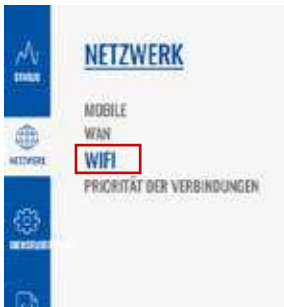 STATUS
NETZWERK
MOBILE
WAN
NETZWERK
WIFI
PRIORITÄT DER VERBINDUNGEN